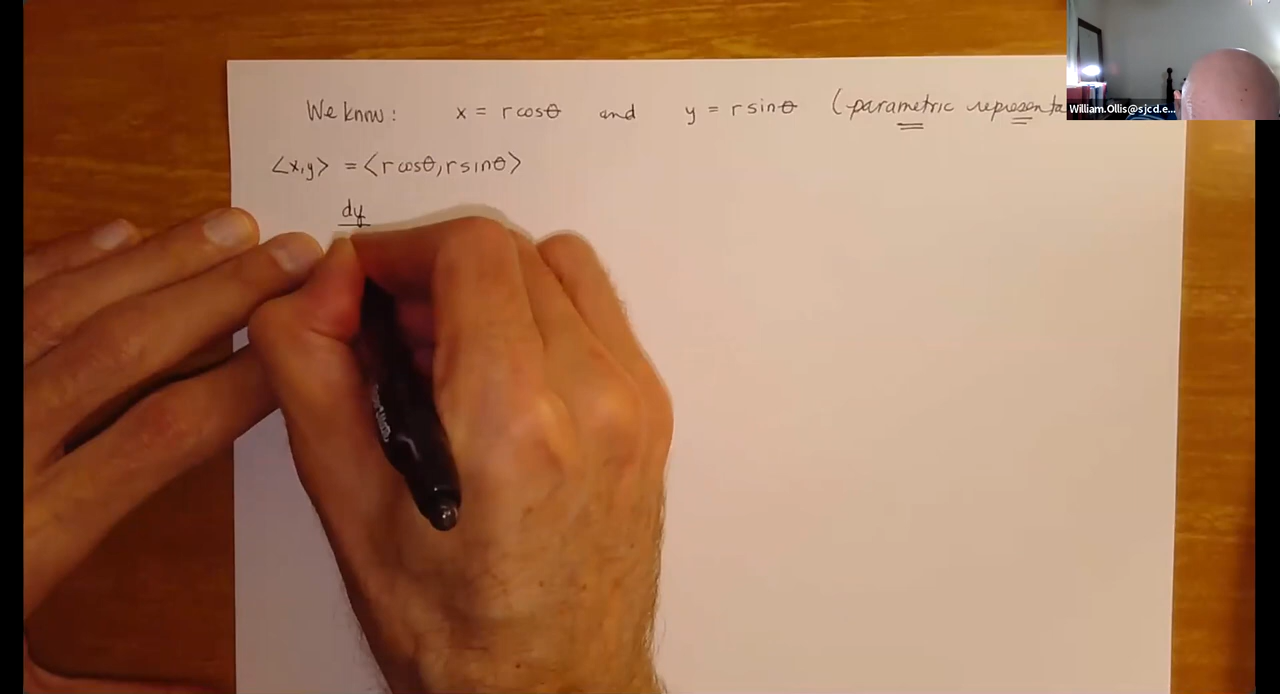 We know: x = r cosθ and y = r sinθ (parametric representa
William.Ollis@sjcd.e...
<x,y> = <r cosθ, r sinθ>
dy